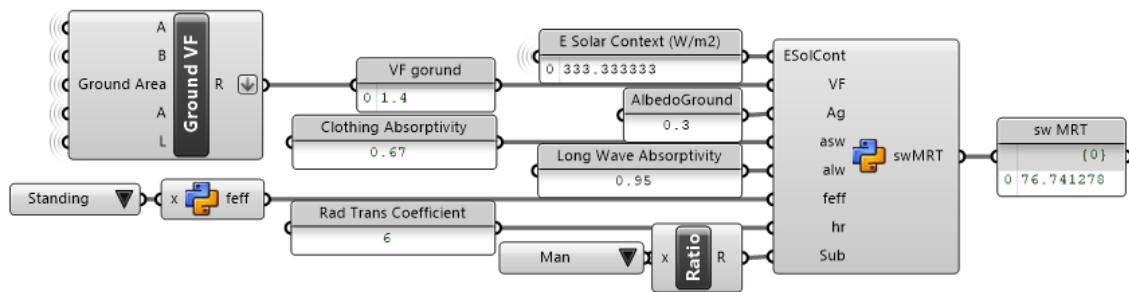 A
B
Ground Area
A
L
Ground VF
R
VF gorund
0 1.4
Clothing Absorptivity
0.67
Standing
x
feff
Rad Trans Coefficient
6
E Solar Context (W/m2)
0 333.333333
AlbedoGround
0.3
Long Wave Absorptivity
0.95
Man
x
Ratio
R
ESolCont
VF
Ag
asw
alw
feff
hr
Sub
swMRT
sw MRT
{0}
0 76.741278